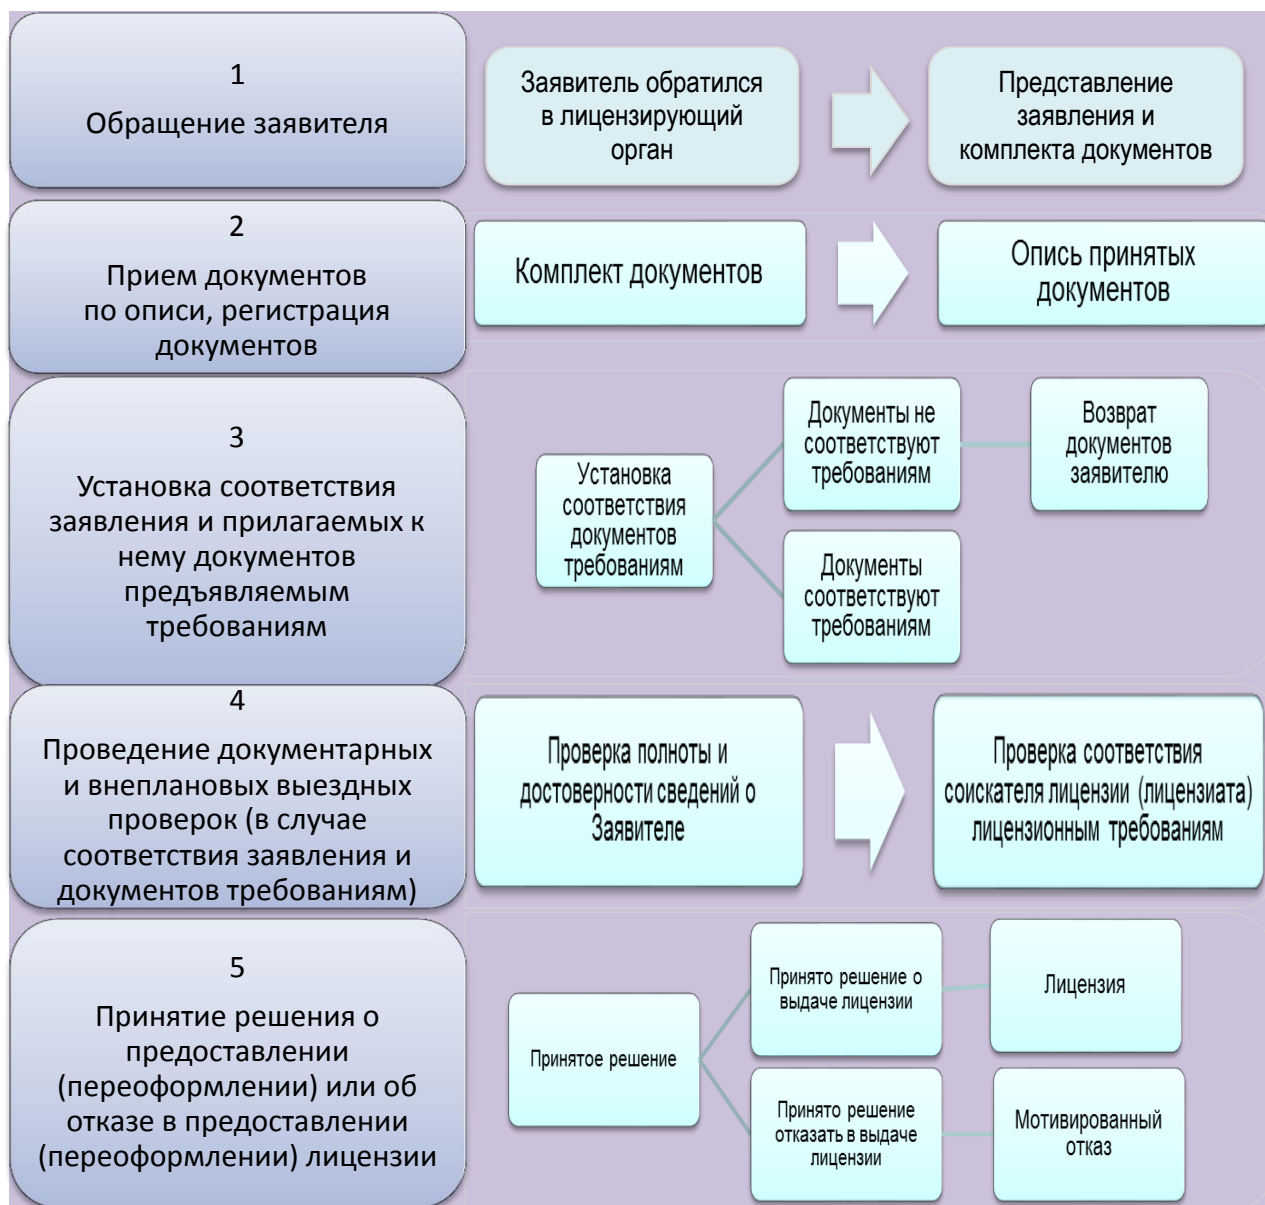 1
Обращение заявителя
Заявитель обратился
в лицензирующий
орган
Представление
заявления и
комплекта документов
2
Прием документов
по описи, регистрация
документов
Комплект документов
Опись принятых
документов
3
Установка соответствия
заявления и прилагаемых к
нему документов
предъявляемым
требованиям
Установка
соответствия
документов
требованиям
Документы не
соответствуют
требованиям
Возврат
документов
заявителю
Документы
соответствуют
требованиям
4
Проведение документарных
и внеплановых выездных
проверок (в случае
соответствия заявления и
документов требованиям)
Проверка полноты и
достоверности сведений о
Заявителе
Проверка соответствия
соискателя лицензии (лицензиата)
лицензионным требованиям
5
Принятие решения о
предоставлении
(переоформлении) или об
отказе в предоставлении
(переоформлении) лицензии
Принятое решение
Принято решение о
выдаче лицензии
Лицензия
Принято решение
отказать в выдаче
лицензии
Мотивированный
отказ